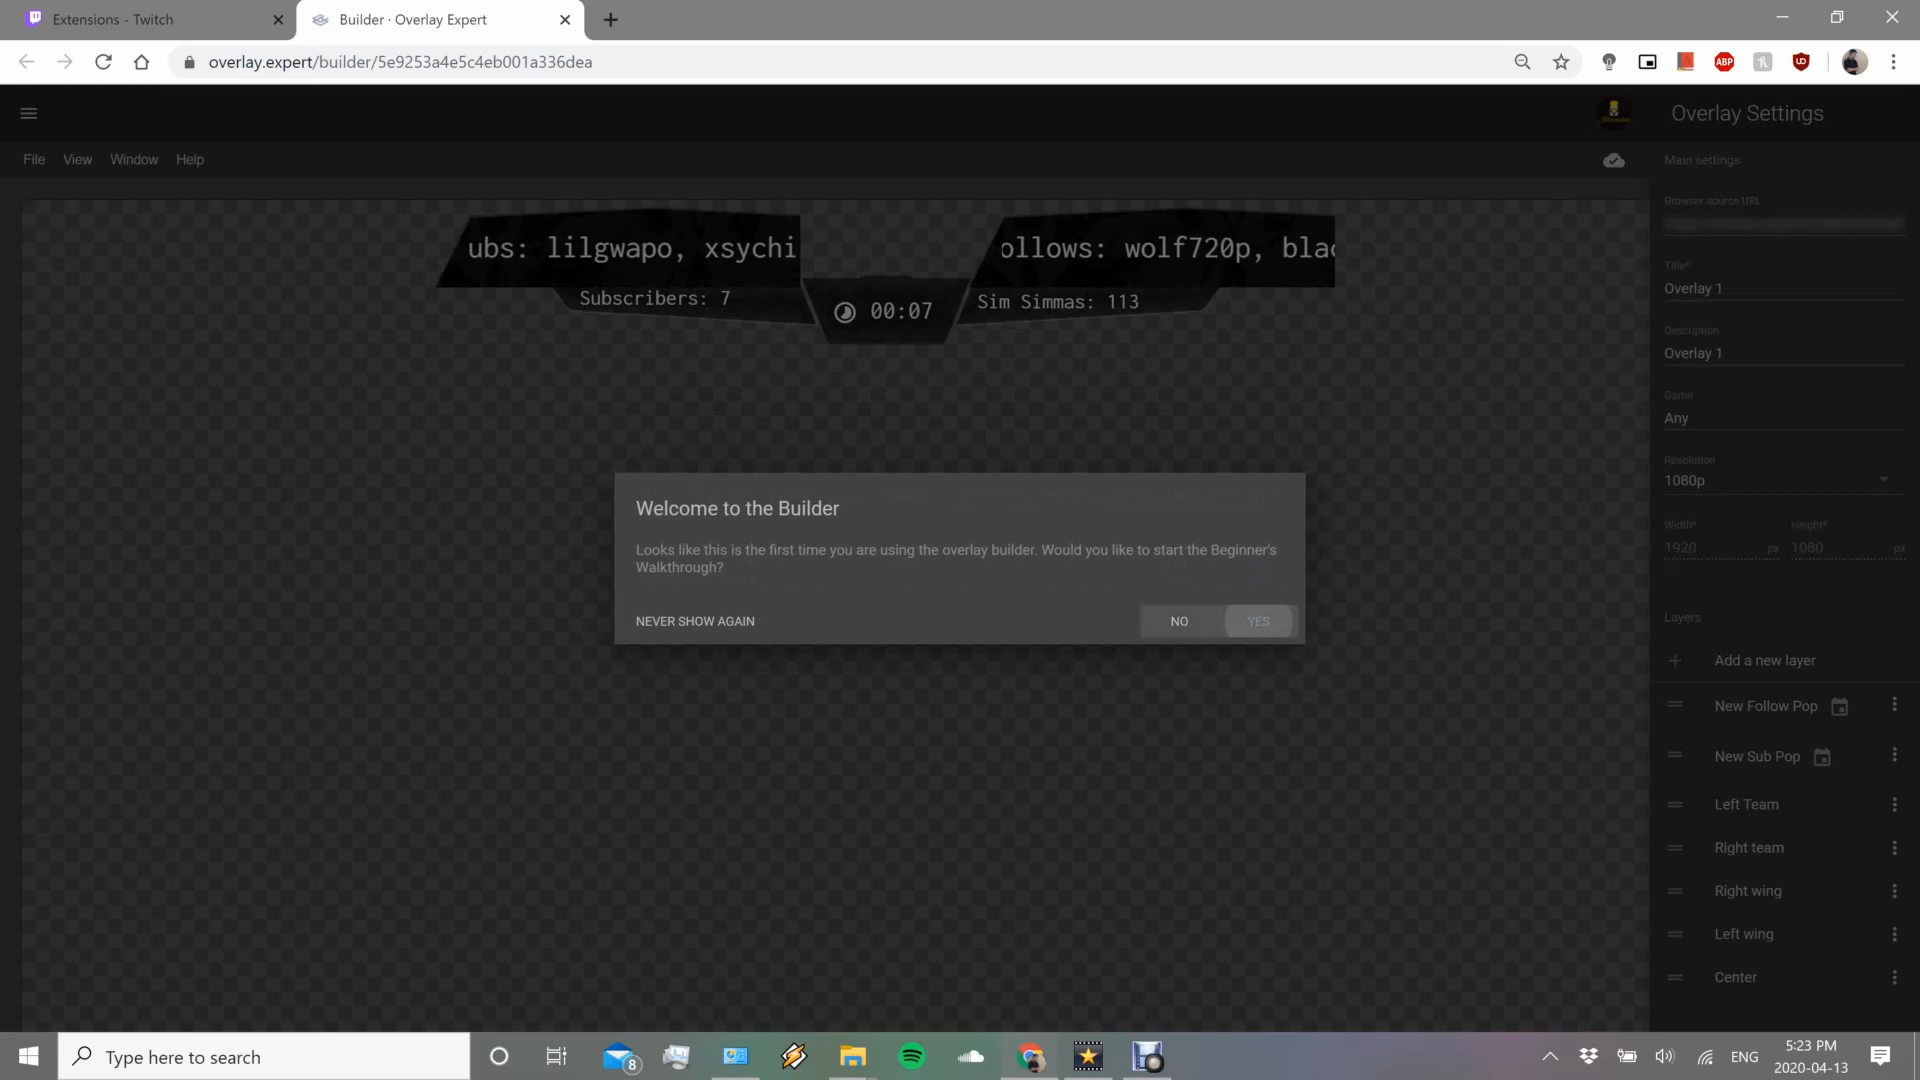 Extensions - Twitch
Builder · Overlay Expert
overlay.expert/builder/5e9253a4e5c4eb001a336dea
ABP
Overlay Settings
File
View
Window
Help
Main settings
Browser source URL
ubs: lilgwapo, xsychi
ollows: wolf720p, blac
Subscribers: 7
00:07
Sim Simmas: 113
Title*
Overlay 1
Description
Overlay 1
Game
Any
Resolution
1080p
Width*
Height*
1920
px
1080
px
Welcome to the Builder
Looks like this is the first time you are using the overlay builder. Would you like to start the Beginner's
Walkthrough?
NEVER SHOW AGAIN
NO
YES
Layers
Add a new layer
New Follow Pop
New Sub Pop
Left Team
Right team
Right wing
Left wing
Center
Type here to search
8
ENG
5:23 PM
2020-04-13